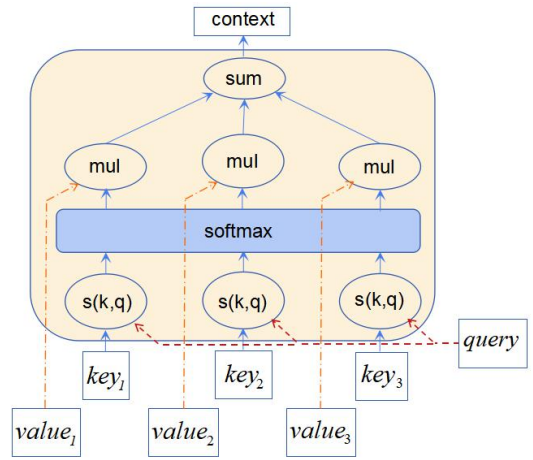 context
sum
mul mul mul
softmax
s(k,q) s(k,q) s(k,q)
query
key₁ key₂ key₃
value₁ value₂ value₃